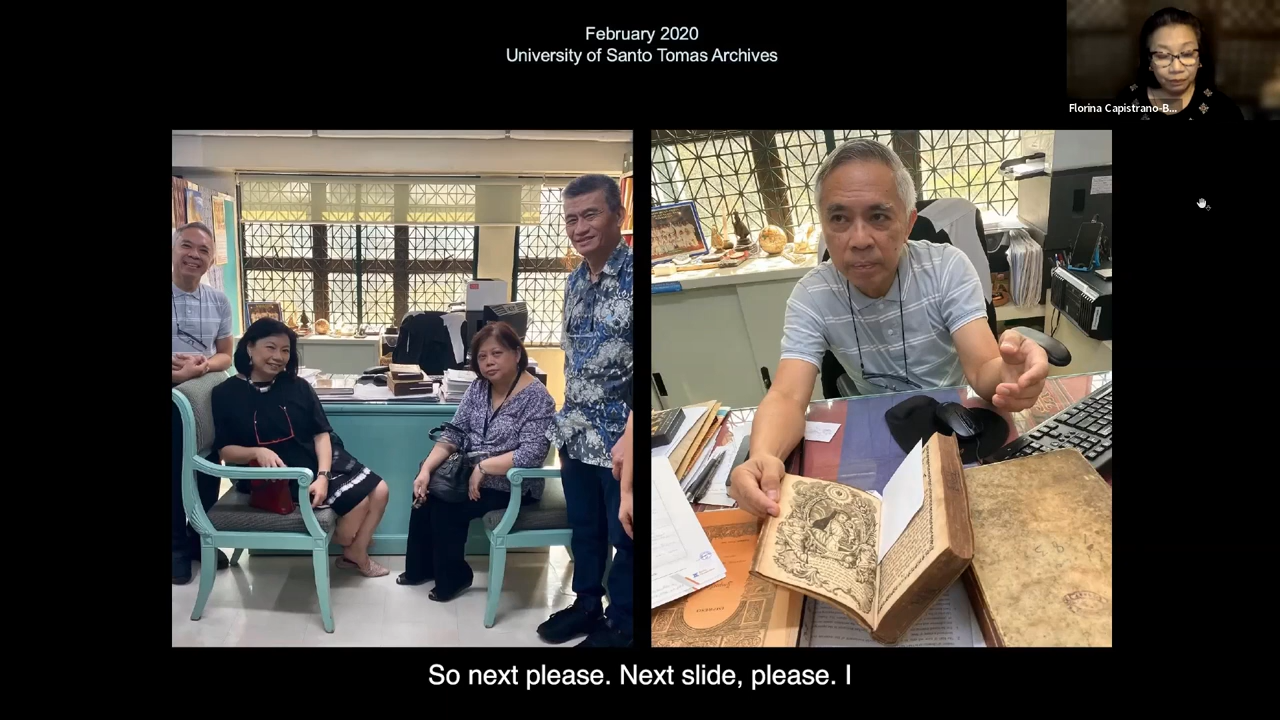 February 2020
University of Santo Tomas Archives
Florina Capistrano-B...
So next please. Next slide, please. I